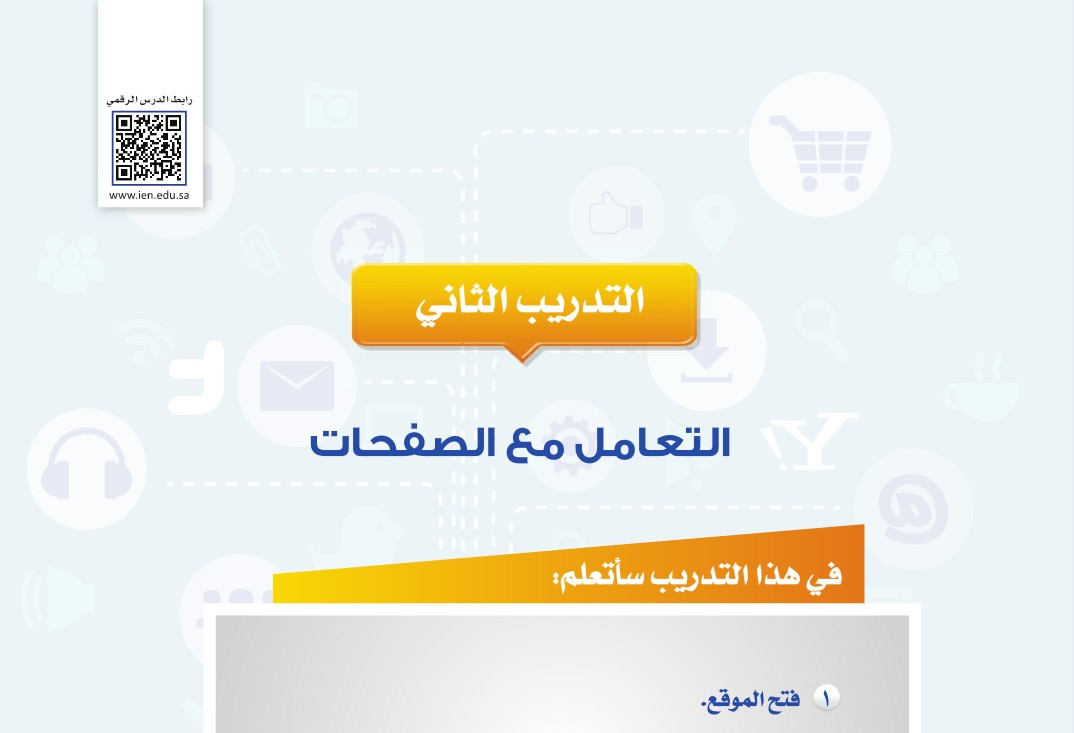 رابط الدرس الرقمي
www.ien.edu.sa
التدريب الثاني
التعامل مع الصفحات
في هذا التدريب سأتعلم:
١ فتح الموقع.